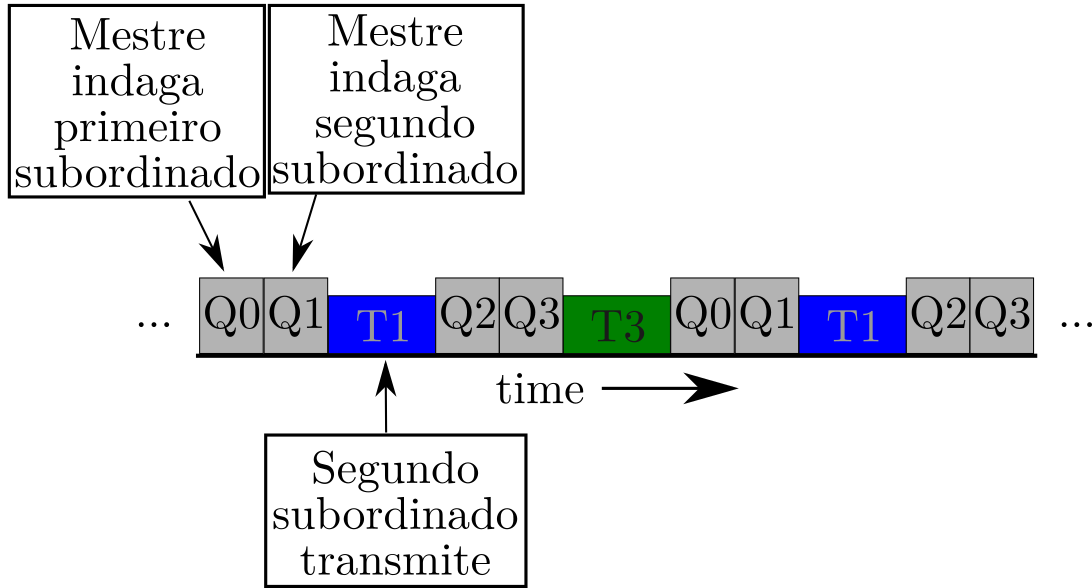 Mestre
indaga
primeiro
subordinado
Mestre
indaga
segundo
subordinado
... Q0 Q1 T1 Q2 Q3 T3 Q0 Q1 T1 Q2 Q3 ...
time
Segundo
subordinado
transmite